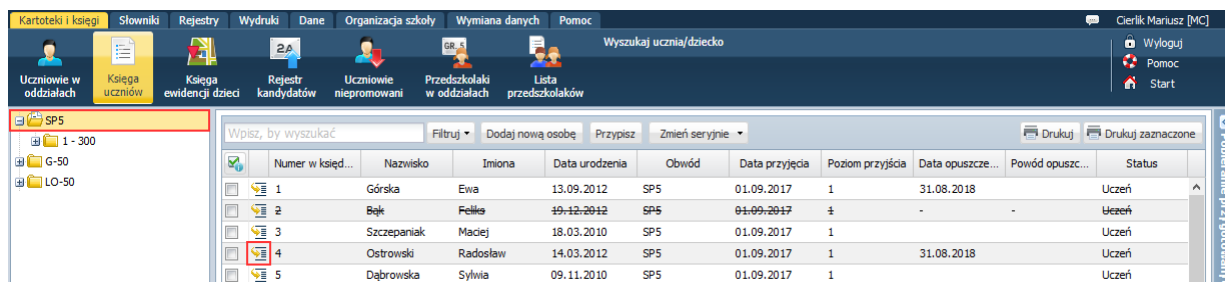 Kartoteki i księgi Słowniki Rejestry Wydruki Dane Organizacja szkoły Wymiana danych Pomoc Cierlik Mariusz [MC]
Uczniowie w oddziałach
Księga uczniów
Księga ewidencji dzieci
2A
Rejestr kandydatów
Uczniowie niepromowani
GR. 5
Przedszkolaki w oddziałach
Lista przedszkolaków
Wyszukaj ucznia/dziecko
Wyloguj
Pomoc
Start
SP5
1 - 300
G-50
LO-50
Wpisz, by wyszukać Filtruj Dodaj nową osobę Przypisz Zmień seryjnie Drukuj Drukuj zaznaczone
Numer w księd... Nazwisko Imiona Data urodzenia Obwód Data przyjęcia Poziom przyjścia Data opuszcze... Powód opuszc... Status
1 Górska Ewa 13.09.2012 SP5 01.09.2017 1 31.08.2018 Uczeń
2 Bąk Feliks 19.12.2012 SP5 01.09.2017 1 - - Uczeń
3 Szczepaniak Maciej 18.03.2010 SP5 01.09.2017 1 Uczeń
4 Ostrowski Radosław 14.03.2012 SP5 01.09.2017 1 31.08.2018 Uczeń
5 Dąbrowska Sylwia 09.11.2010 SP5 01.09.2017 1 Uczeń